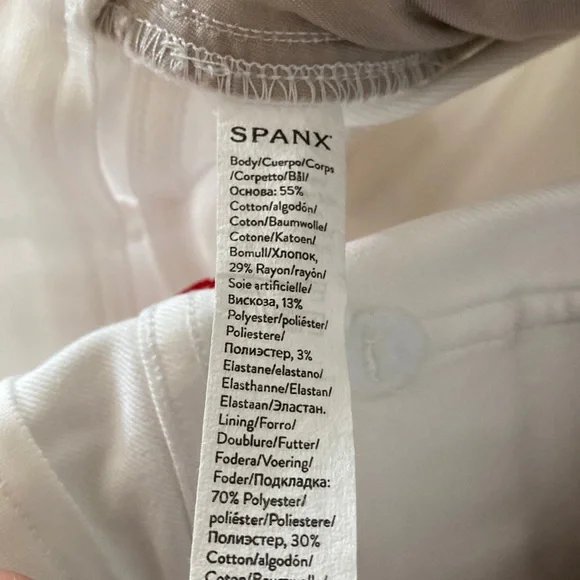 SPANX
Body/Cuerpo/Corps
/Corpetto/Bål/
Основа: 55%
Cotton/algodón/
Coton/Baumwolle/
Cotone/Katoen/
Bomull/Хлопок,
29% Rayon/rayón/
Soie artificielle/
Вискоза, 13%
Polyester/poliéster/
Poliestere/
Полиэстер, 3%
Elastane/elastano/
Elasthanne/Elastan/
Elastaan/Эластан.
Lining/Forro/
Doublure/Futter/
Fodera/Voering/
Foder/Подкладка:
70% Polyester/
poliéster/Poliestere/
Полиэстер, 30%
Cotton/algodón/
Coton/Baumwolle/